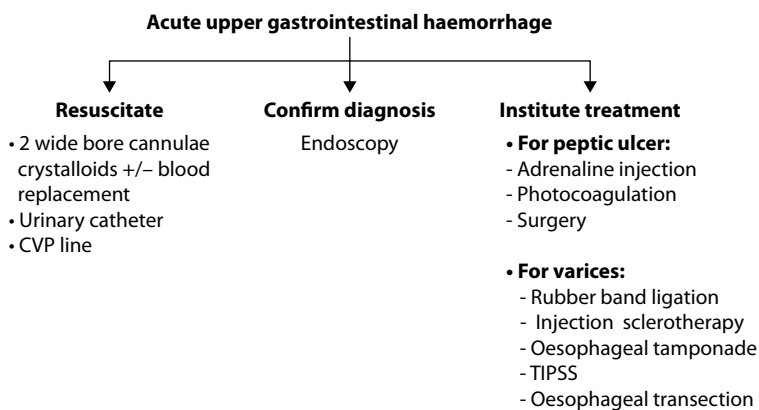 Acute upper gastrointestinal haemorrhage
Resuscitate
• 2 wide bore cannulae
crystalloids +/– blood
replacement
• Urinary catheter
• CVP line
Confirm diagnosis
Endoscopy
Institute treatment
• For peptic ulcer:
- Adrenaline injection
- Photocoagulation
- Surgery
• For varices:
- Rubber band ligation
- Injection sclerotherapy
- Oesophageal tamponade
- TIPSS
- Oesophageal transection